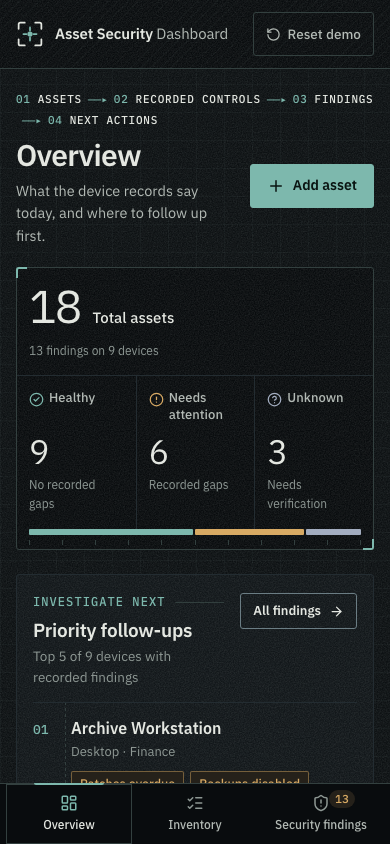 Asset Security Dashboard
Reset demo
01 ASSETS → 02 RECORDED CONTROLS → 03 FINDINGS
→ 04 NEXT ACTIONS
Overview
What the device records say
today, and where to follow up
first.
+ Add asset
18 Total assets
13 findings on 9 devices
Healthy
9
No recorded
gaps
Needs
attention
6
Recorded gaps
Unknown
3
Needs
verification
INVESTIGATE NEXT
All findings →
Priority follow-ups
Top 5 of 9 devices with
recorded findings
01 Archive Workstation
Desktop · Finance
Patches overdue Backups disabled
Overview
Inventory
13
Security findings